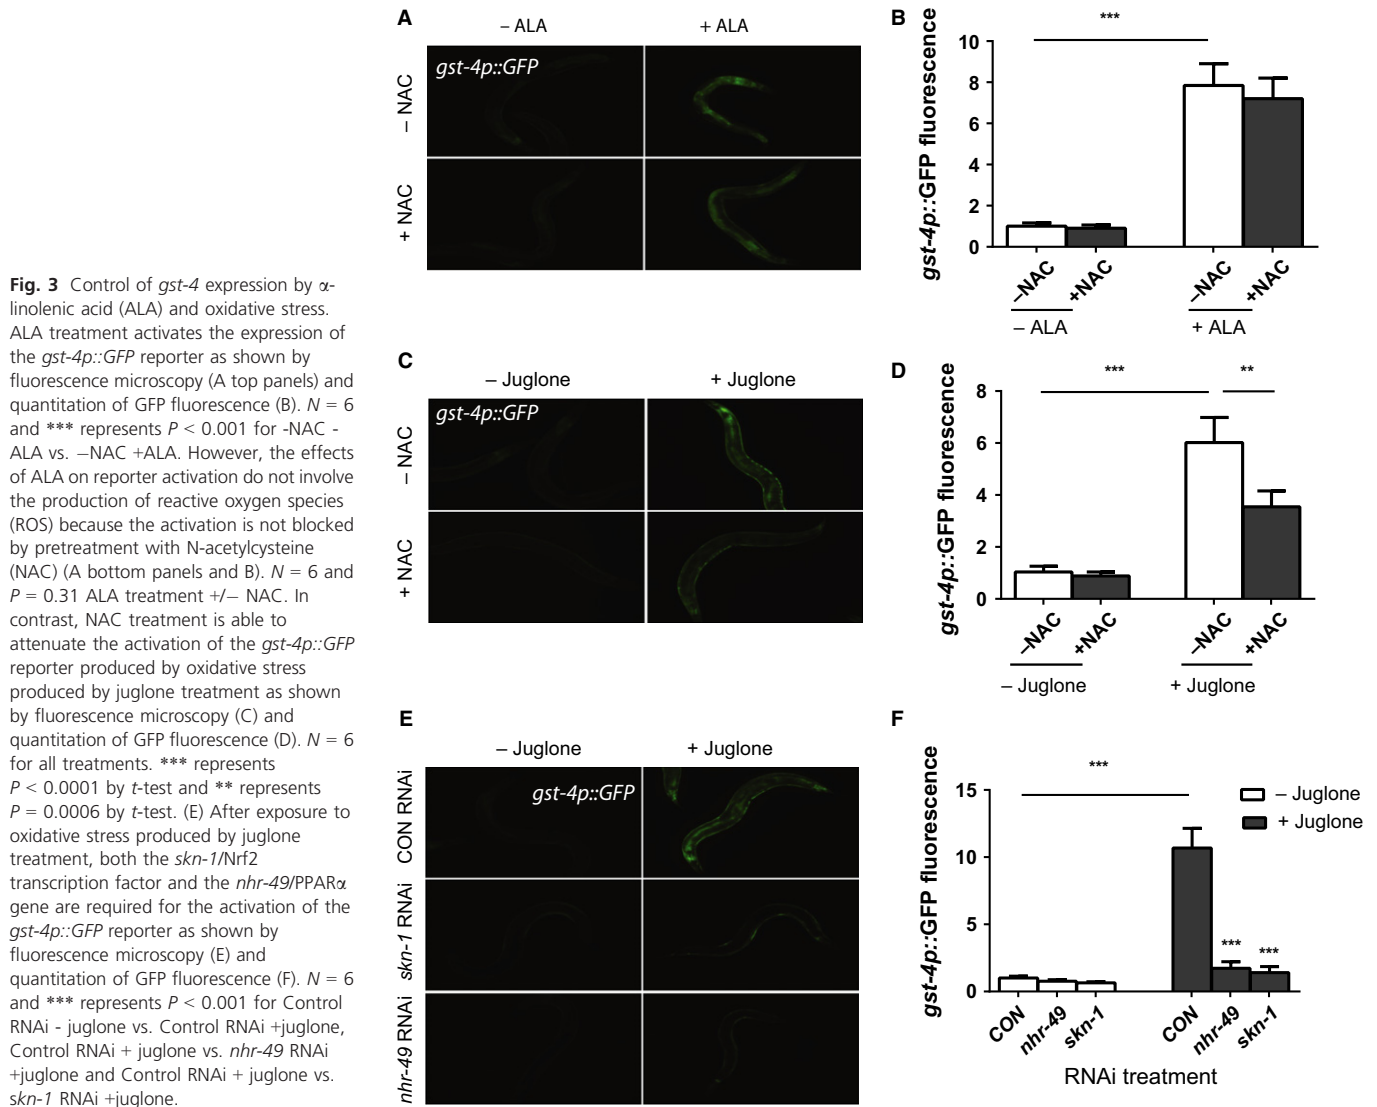 Fig. 3 Control of gst-4 expression by α-
linolenic acid (ALA) and oxidative stress.
ALA treatment activates the expression of
the gst-4p::GFP reporter as shown by
fluorescence microscopy (A top panels) and
quantitation of GFP fluorescence (B). N = 6
and *** represents P < 0.001 for -NAC -
ALA vs. −NAC +ALA. However, the effects
of ALA on reporter activation do not involve
the production of reactive oxygen species
(ROS) because the activation is not blocked
by pretreatment with N-acetylcysteine
(NAC) (A bottom panels and B). N = 6 and
P = 0.31 ALA treatment +/− NAC. In
contrast, NAC treatment is able to
attenuate the activation of the gst-4p::GFP
reporter produced by oxidative stress
produced by juglone treatment as shown
by fluorescence microscopy (C) and
quantitation of GFP fluorescence (D). N = 6
for all treatments. *** represents
P < 0.0001 by t-test and ** represents
P = 0.0006 by t-test. (E) After exposure to
oxidative stress produced by juglone
treatment, both the skn-1/Nrf2
transcription factor and the nhr-49/PPARα
gene are required for the activation of the
gst-4p::GFP reporter as shown by
fluorescence microscopy (E) and
quantitation of GFP fluorescence (F). N = 6
and *** represents P < 0.001 for Control
RNAi - juglone vs. Control RNAi +juglone,
Control RNAi + juglone vs. nhr-49 RNAi
+juglone and Control RNAi + juglone vs.
skn-1 RNAi +juglone.
A
– ALA
+ ALA
– NAC
gst-4p::GFP
+ NAC
B
gst-4p::GFP fluorescence
***
10
8
6
4
2
0
–NAC
+NAC
–NAC
+NAC
– ALA
+ ALA
C
– Juglone
+ Juglone
– NAC
gst-4p::GFP
+ NAC
D
gst-4p::GFP fluorescence
***
**
8
6
4
2
0
–NAC
+NAC
–NAC
+NAC
– Juglone
+ Juglone
E
– Juglone
+ Juglone
CON RNAi
gst-4p::GFP
skn-1 RNAi
nhr-49 RNAi
F
gst-4p::GFP fluorescence
***
– Juglone
+ Juglone
15
10
5
0
***
***
CON
nhr-49
skn-1
CON
nhr-49
skn-1
RNAi treatment